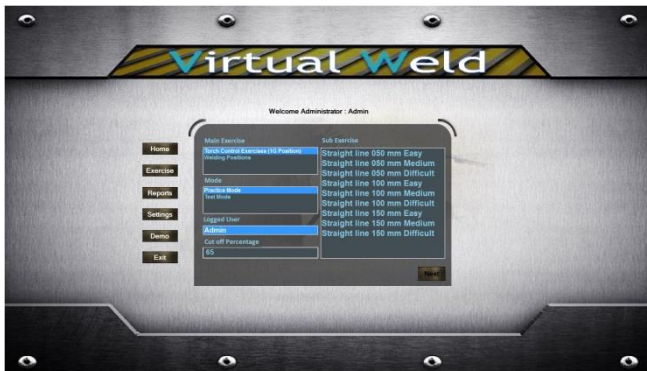 Virtual Weld
Welcome Administrator : Admin
Home
Exercise
Reports
Settings
Demo
Exit
Main Exercise
Torch Control Exercises (1G Position)
Welding Positions
Mode
Practice Mode
Test Mode
Logged User
Admin
Cut off Percentage
65
Sub Exercise
Straight line 050 mm Easy
Straight line 050 mm Medium
Straight line 050 mm Difficult
Straight line 100 mm Easy
Straight line 100 mm Medium
Straight line 100 mm Difficult
Straight line 150 mm Easy
Straight line 150 mm Medium
Straight line 150 mm Difficult
Next